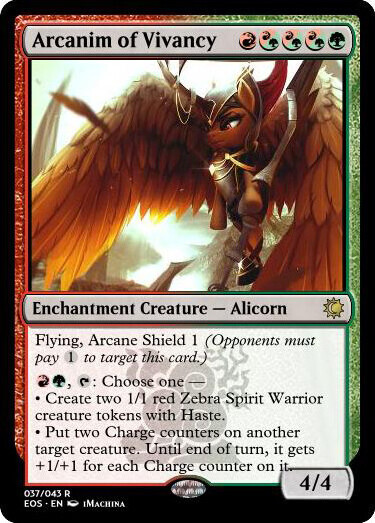 Arcanim of Vivancy
Enchantment Creature — Alicorn
Flying, Arcane Shield 1 (Opponents must
pay 1 to target this card.)
, : Choose one —
• Create two 1/1 red Zebra Spirit Warrior
creature tokens with Haste.
• Put two Charge counters on another
target creature. Until end of turn, it gets
+1/+1 for each Charge counter on it.
4/4
037/043 R
EOS · EN iMachina